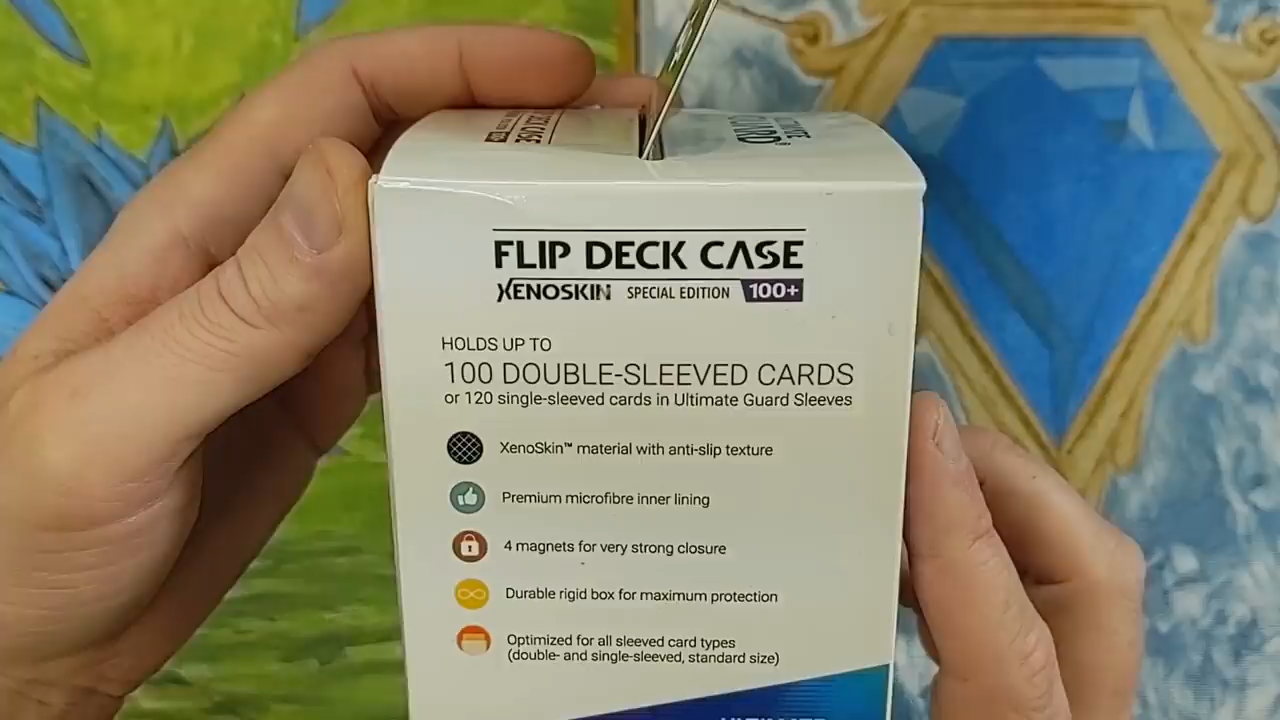 DECK CASE
FLIP DECK CASE
XENOSKIN SPECIAL EDITION 100+
HOLDS UP TO
100 DOUBLE-SLEEVED CARDS
or 120 single-sleeved cards in Ultimate Guard Sleeves
XenoSkin™ material with anti-slip texture
Premium microfibre inner lining
4 magnets for very strong closure
Durable rigid box for maximum protection
Optimized for all sleeved card types
(double- and single-sleeved, standard size)